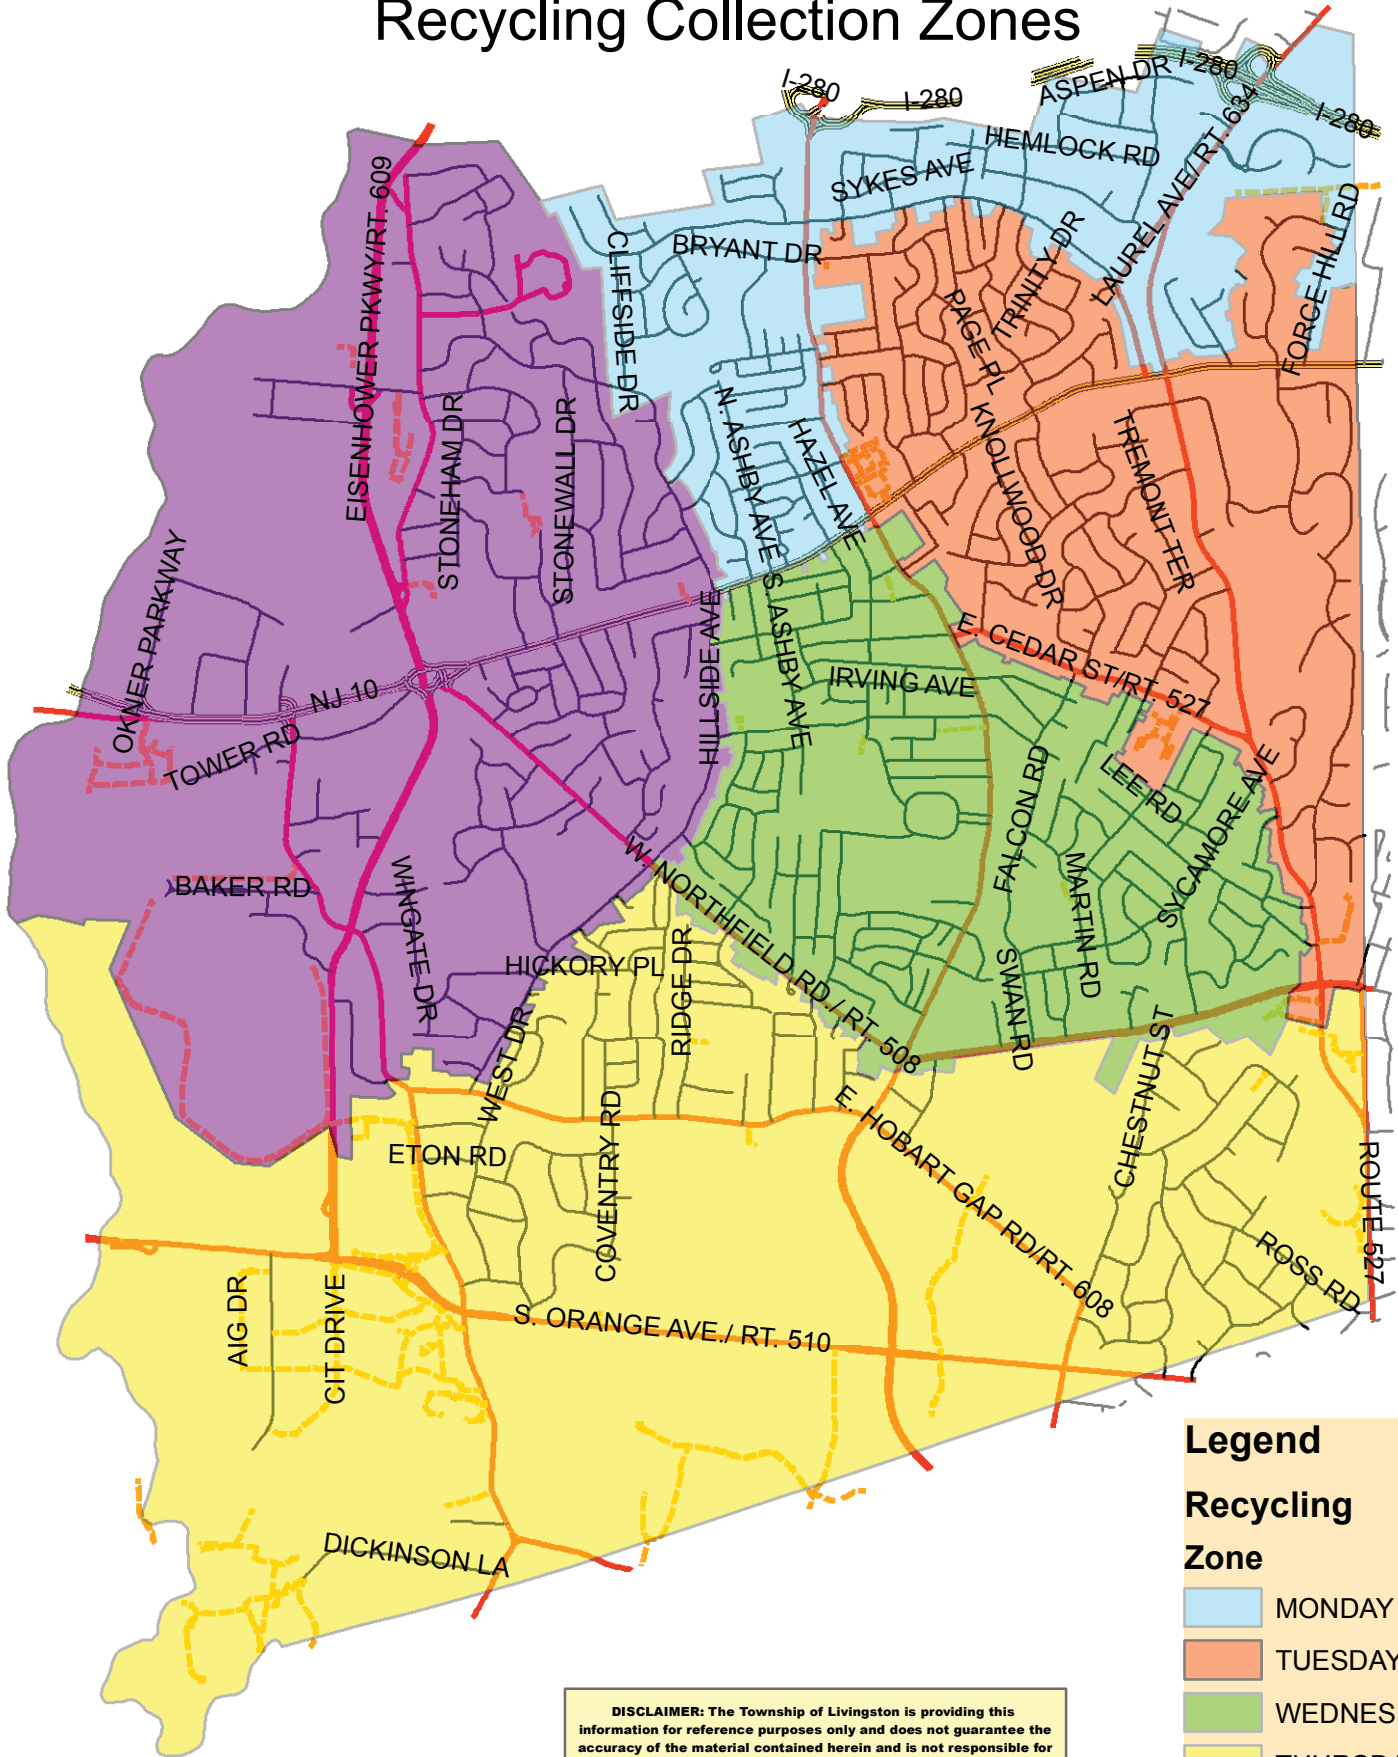 Recycling Collection Zones
I-280
I-280
ASPEN DR
I-280
I-280
HEMLOCK RD
SYKES AVE
LAUREL AVE/ RT. 634
EISENHOWER PKWY/RT. 609
CLIFFSIDE DR
BRYANT DR
TRINITY DR
FORCE HILL RD
PAGE PL
STONEHAM DR
STONEWALL DR
N. ASHBY AVE
HAZEL AVE
KNOLLWOOD DR
TREMONT TER
OKNER PARKWAY
HILLSIDE AVE
S. ASHBY AVE
E. CEDAR ST/RT. 527
IRVING AVE
NJ 10
TOWER RD
FALCON RD
LEE RD
SYCAMORE AVE
BAKER RD
WINGATE DR
W. NORTHFIELD RD./ RT. 508
MARTIN RD
HICKORY PL
RIDGE DR
SWAN RD
WEST DR
CHESTNUT ST
E. HOBART GAP RD/RT. 608
ETON RD
COVENTRY RD
ROUTE 527
ROSS RD
AIG DR
CIT DRIVE
S. ORANGE AVE./ RT. 510
DICKINSON LA
Legend
Recycling
Zone
MONDAY
TUESDAY
WEDNES
DISCLAIMER: The Township of Livingston is providing this
information for reference purposes only and does not guarantee the
accuracy of the material contained herein and is not responsible for